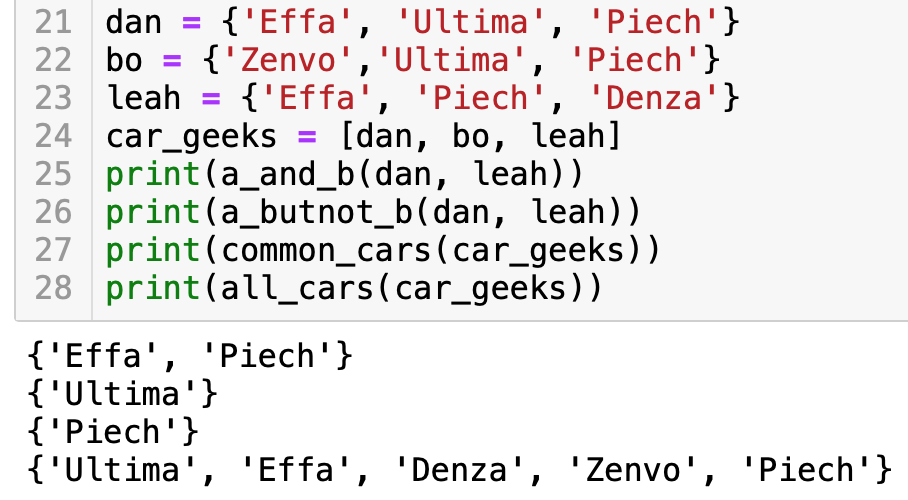 21 dan = {'Effa', 'Ultima', 'Piech'}
22 bo = {'Zenvo','Ultima', 'Piech'}
23 leah = {'Effa', 'Piech', 'Denza'}
24 car_geeks = [dan, bo, leah]
25 print(a_and_b(dan, leah))
26 print(a_butnot_b(dan, leah))
27 print(common_cars(car_geeks))
28 print(all_cars(car_geeks))
{'Effa', 'Piech'}
{'Ultima'}
{'Piech'}
{'Ultima', 'Effa', 'Denza', 'Zenvo', 'Piech'}